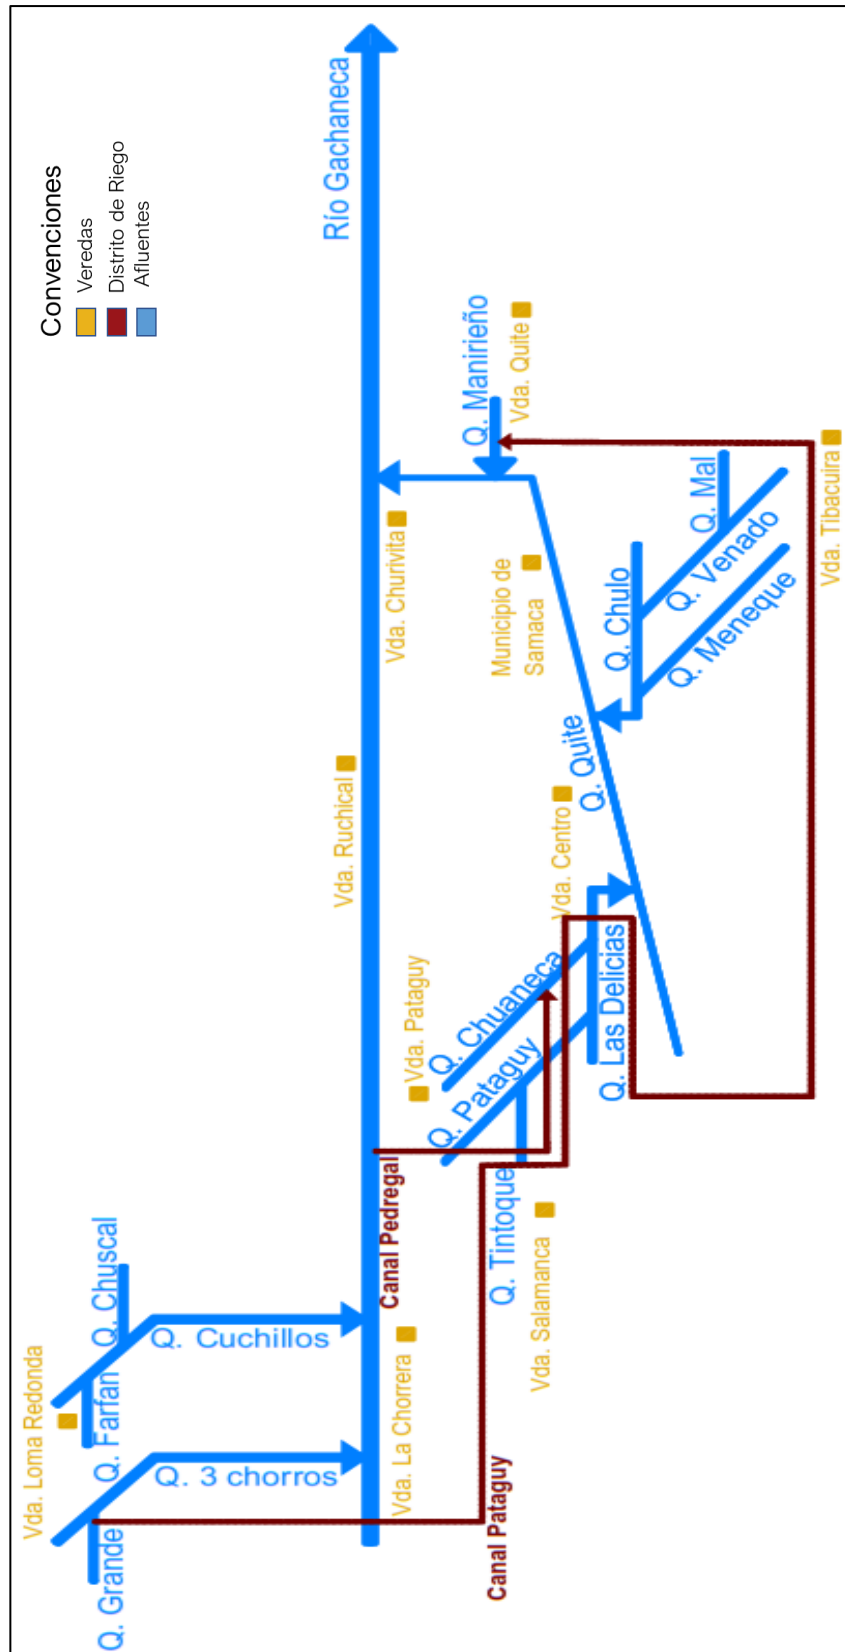 Convenciones
Veredas
Distrito de Riego
Afluentes
Río Gachaneca
Vda. Loma Redonda
Q. Grande
Q. Farfan
Q. Chuscal
Q. 3 chorros
Q. Cuchillos
Vda. La Chorrera
Canal Pedregal
Canal Pataguy
Vda. Ruchical
Vda. Churivita
Vda. Pataguy
Q. Chuaneca
Q. Pataguy
Q. Tintoque
Vda. Salamanca
Q. Las Delicias
Vda. Centro
Q. Quite
Municipio de
Samaca
Q. Manirieño
Vda. Quite
Q. Chulo
Q. Mal
Q. Venado
Q. Meneque
Vda. Tibacuira